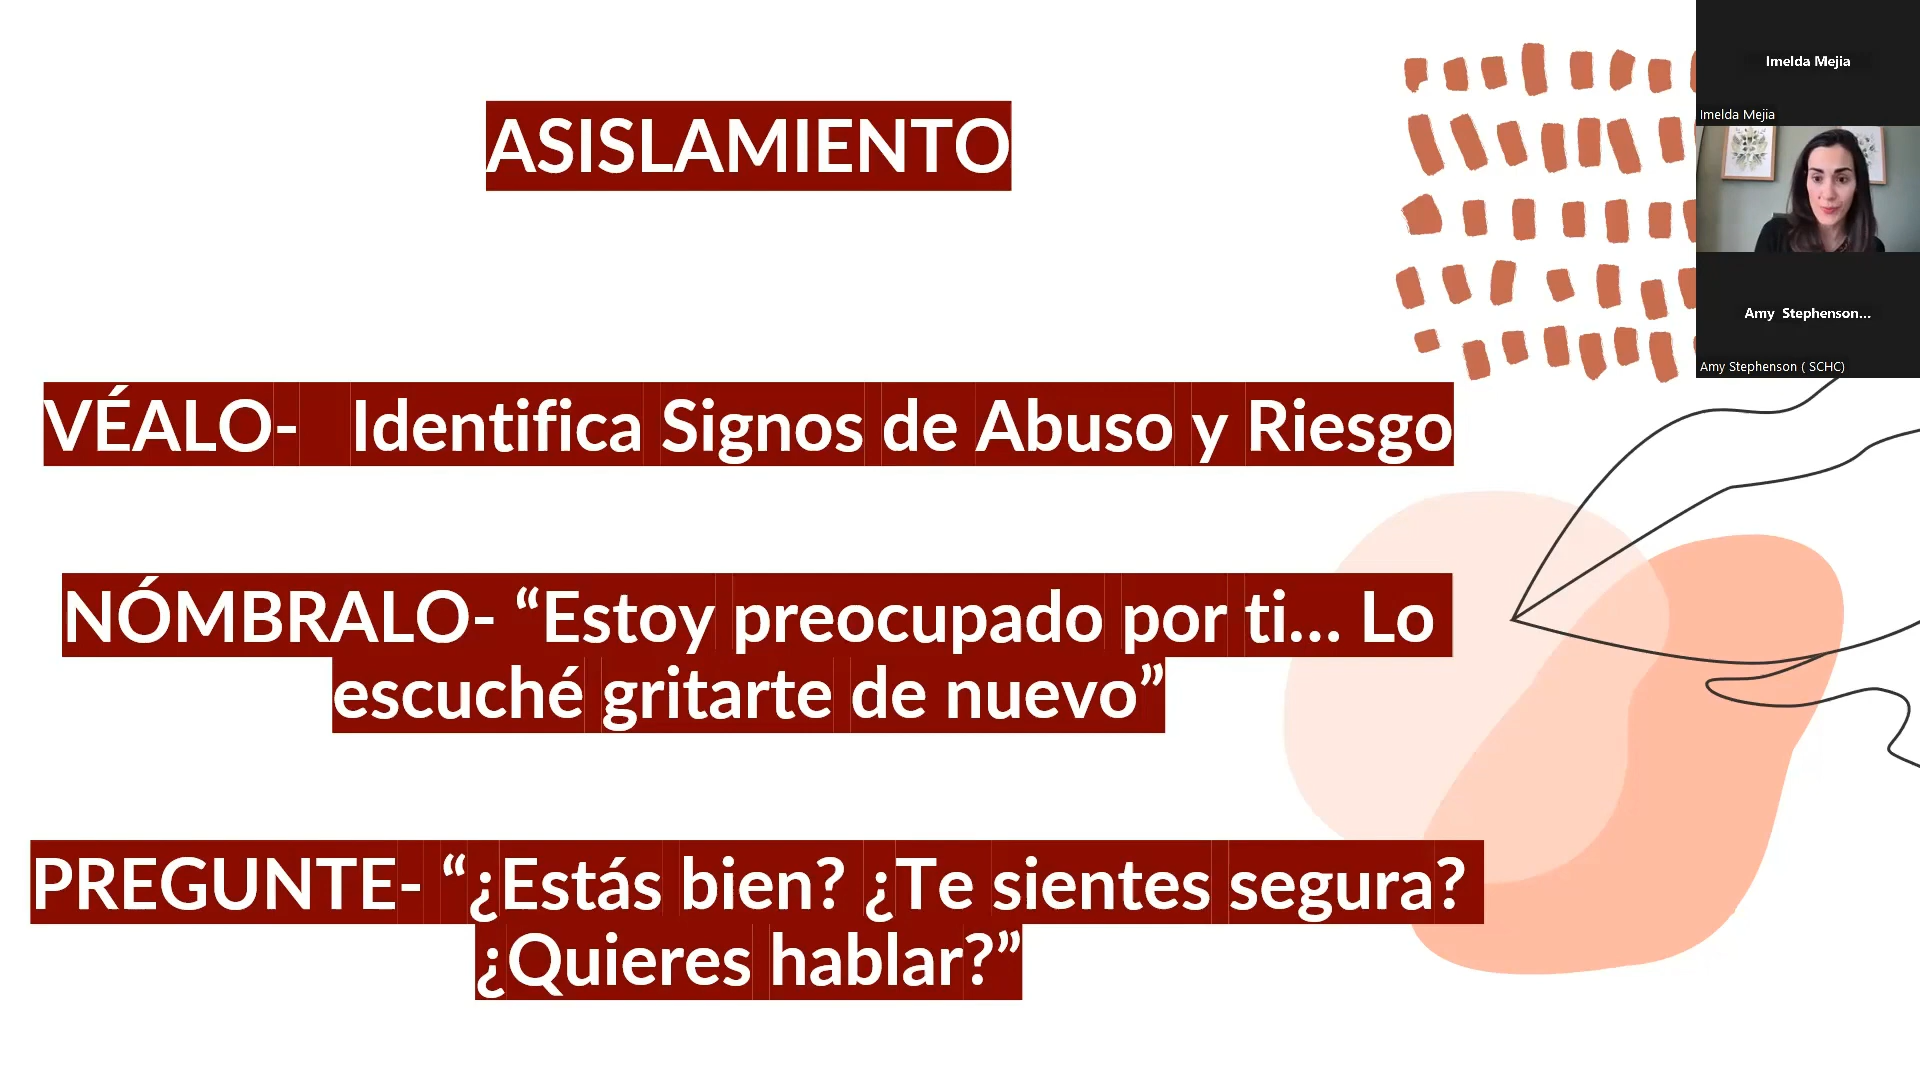 ASISLAMIENTO
VÉALO- Identifica Signos de Abuso y Riesgo
NÓMBRALO- “Estoy preocupado por ti... Lo
escuché gritarte de nuevo”
PREGUNTE- “¿Estás bien? ¿Te sientes segura?
¿Quieres hablar?”
Imelda Mejia
Imelda Mejia
Amy Stephenson...
Amy Stephenson ( SCHC)